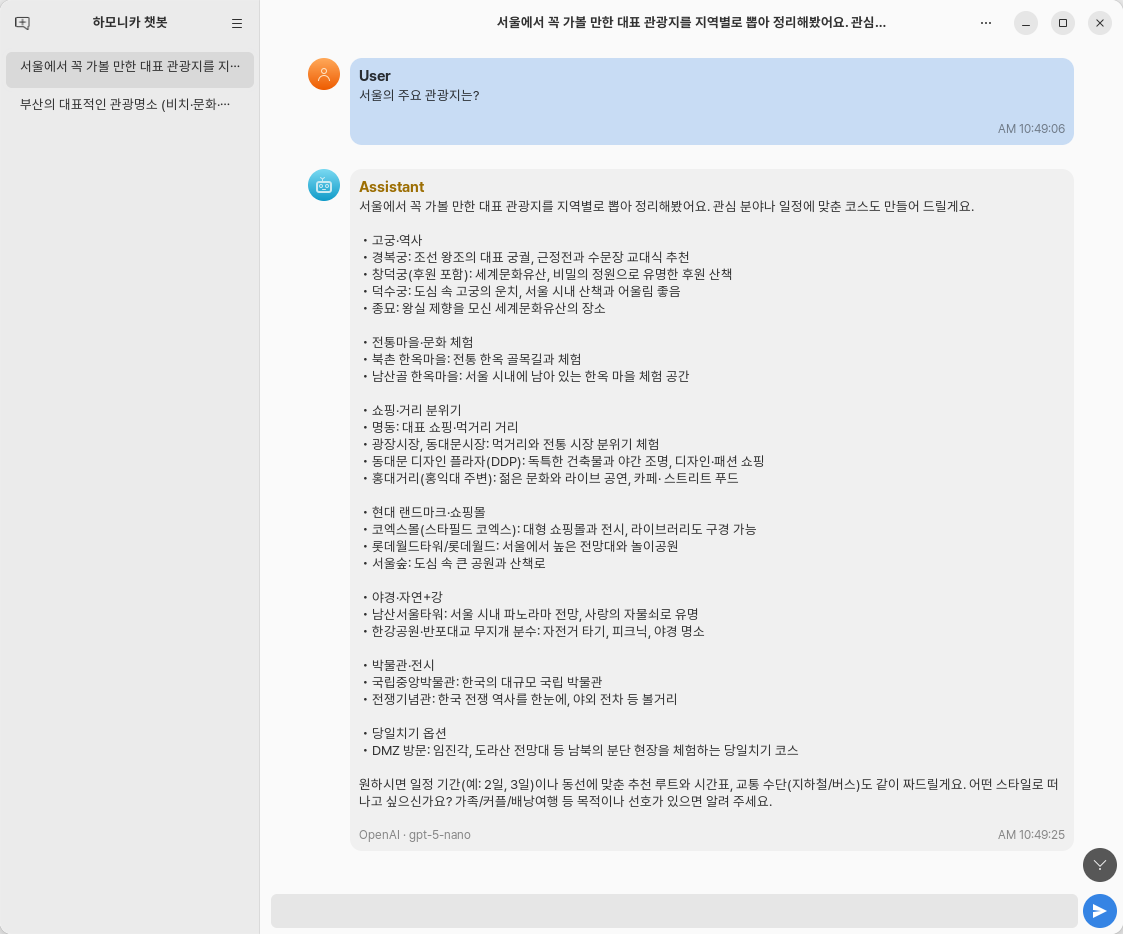 하모니카 챗봇
서울에서 꼭 가볼 만한 대표 관광지를 지역별로 뽑아 정리해봤어요. 관심...
서울에서 꼭 가볼 만한 대표 관광지를 지...
부산의 대표적인 관광명소 (비치·문화·...
User
서울의 주요 관광지는?
AM 10:49:06
Assistant
서울에서 꼭 가볼 만한 대표 관광지를 지역별로 뽑아 정리해봤어요. 관심 분야나 일정에 맞춘 코스도 만들어 드릴게요.
• 고궁·역사
• 경복궁: 조선 왕조의 대표 궁궐, 근정전과 수문장 교대식 추천
• 창덕궁(후원 포함): 세계문화유산, 비밀의 정원으로 유명한 후원 산책
• 덕수궁: 도심 속 고궁의 운치, 서울 시내 산책과 어울림 좋음
• 종묘: 왕실 제향을 모신 세계문화유산의 장소
• 전통마을·문화 체험
• 북촌 한옥마을: 전통 한옥 골목길과 체험
• 남산골 한옥마을: 서울 시내에 남아 있는 한옥 마을 체험 공간
• 쇼핑·거리 분위기
• 명동: 대표 쇼핑·먹거리 거리
• 광장시장, 동대문시장: 먹거리와 전통 시장 분위기 체험
• 동대문 디자인 플라자(DDP): 독특한 건축물과 야간 조명, 디자인·패션 쇼핑
• 홍대거리(홍익대 주변): 젊은 문화와 라이브 공연, 카페· 스트리트 푸드
• 현대 랜드마크·쇼핑몰
• 코엑스몰(스타필드 코엑스): 대형 쇼핑몰과 전시, 라이브러리도 구경 가능
• 롯데월드타워/롯데월드: 서울에서 높은 전망대와 놀이공원
• 서울숲: 도심 속 큰 공원과 산책로
• 야경·자연+강
• 남산서울타워: 서울 시내 파노라마 전망, 사랑의 자물쇠로 유명
• 한강공원·반포대교 무지개 분수: 자전거 타기, 피크닉, 야경 명소
• 박물관·전시
• 국립중앙박물관: 한국의 대규모 국립 박물관
• 전쟁기념관: 한국 전쟁 역사를 한눈에, 야외 전차 등 볼거리
• 당일치기 옵션
• DMZ 방문: 임진각, 도라산 전망대 등 남북의 분단 현장을 체험하는 당일치기 코스
원하시면 일정 기간(예: 2일, 3일)이나 동선에 맞춘 추천 루트와 시간표, 교통 수단(지하철/버스)도 같이 짜드릴게요. 어떤 스타일로 떠
나고 싶으신가요? 가족/커플/배낭여행 등 목적이나 선호가 있으면 알려 주세요.
OpenAI · gpt-5-nano
AM 10:49:25